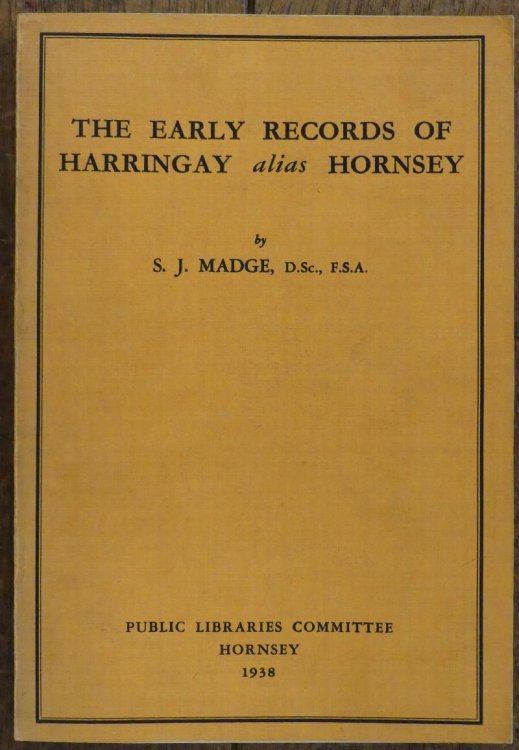 THE EARLY RECORDS OF
HARRINGAY alias HORNSEY
by
S. J. MADGE, D.Sc., F.S.A.
PUBLIC LIBRARIES COMMITTEE
HORNSEY
1938